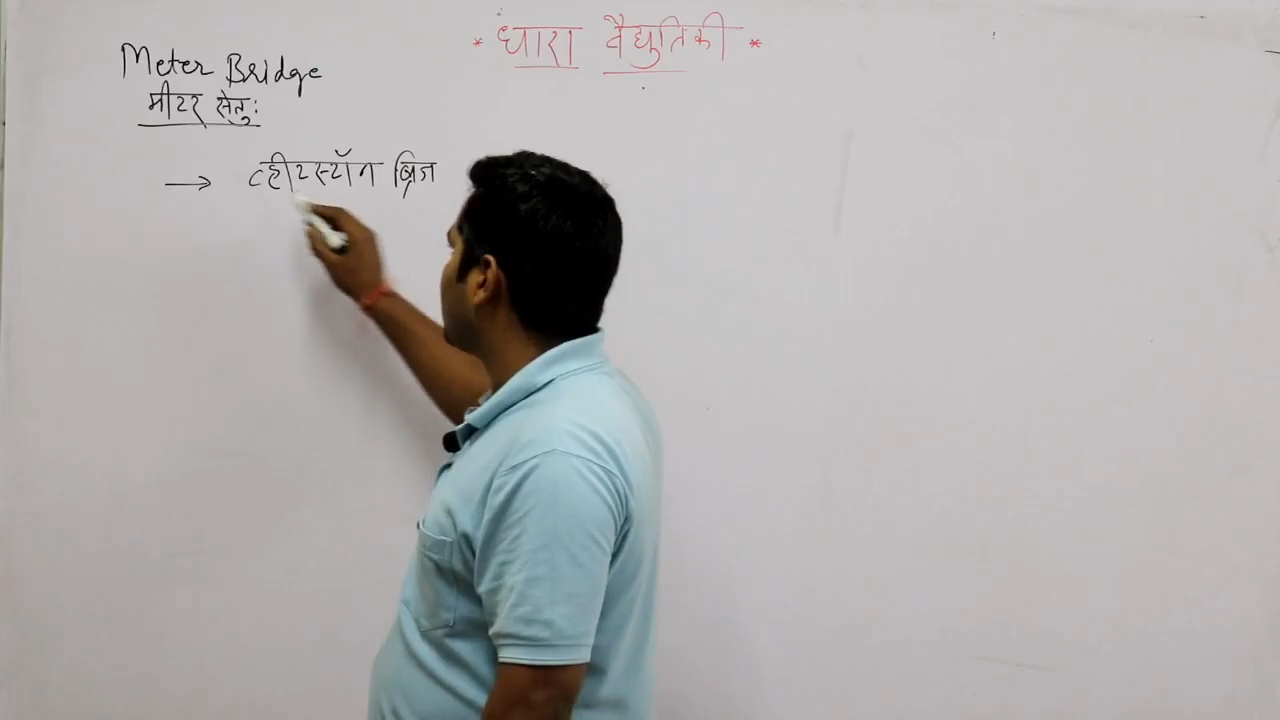 * धारा वैद्युतिकी *
Meter Bridge
मीटर सेतु:
→ व्हीटस्टॉन ब्रिज